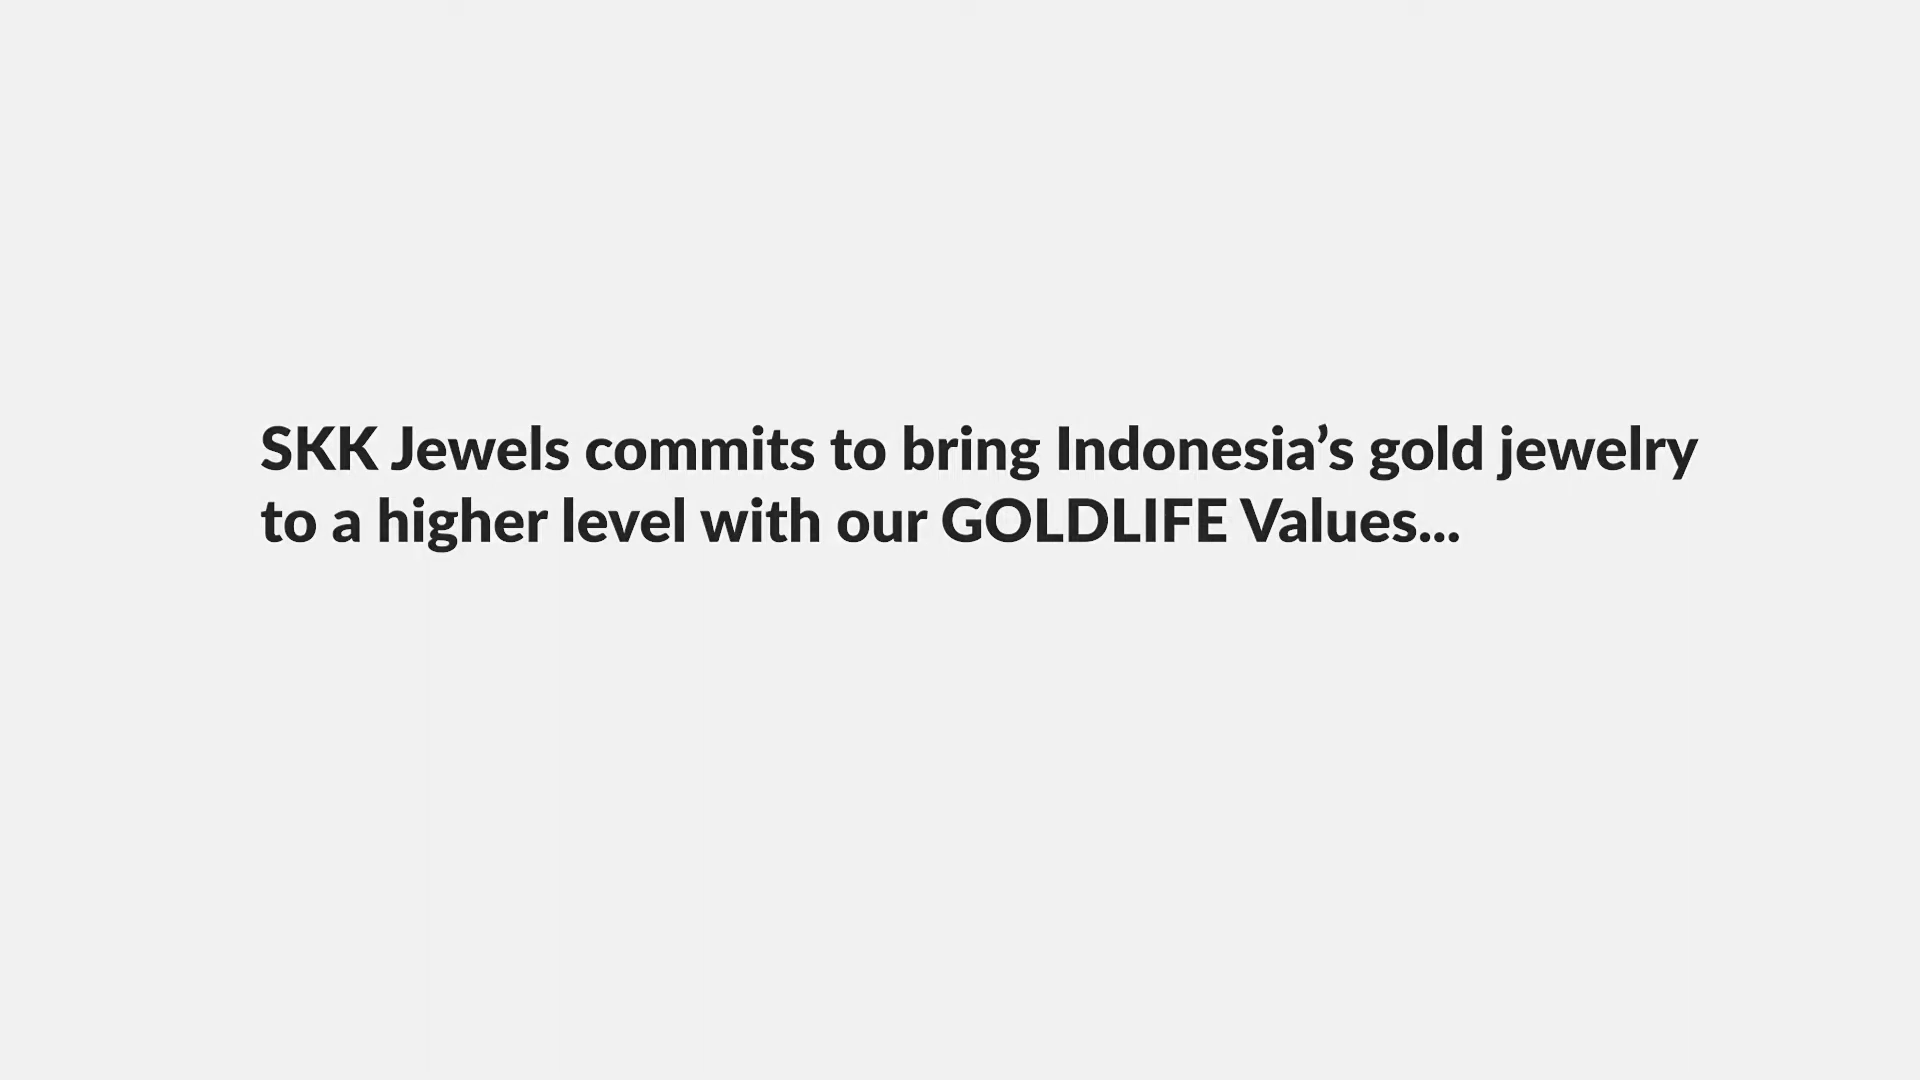 SKK Jewels commits to bring Indonesia’s gold jewelry
to a higher level with our GOLDLIFE Values...